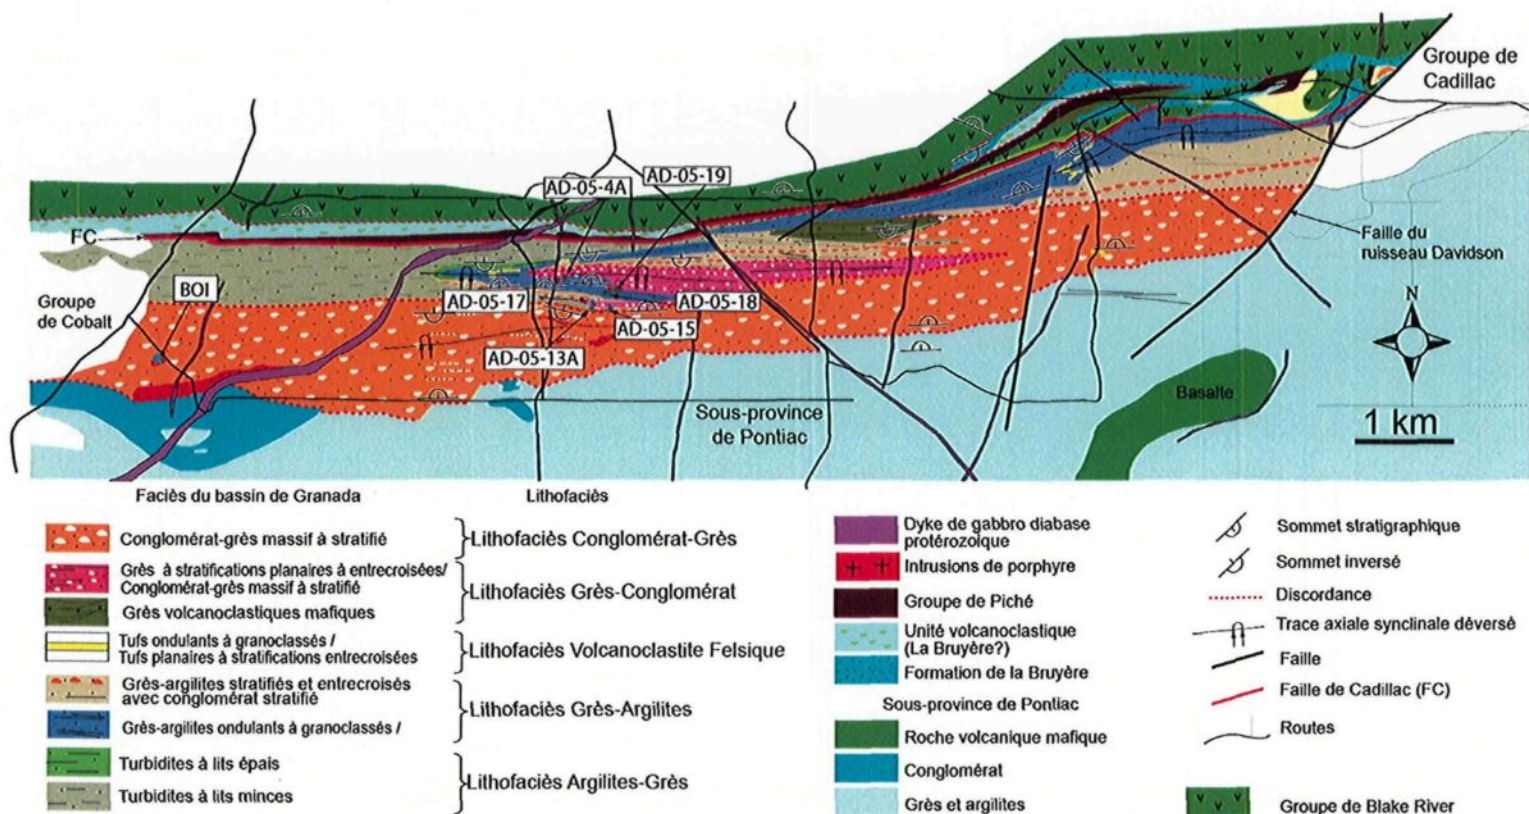 Groupe de
Cadillac
AD-05-19
AD-05-4A
FC
Faille du
ruisseau Davidson
BOI
Groupe
de Cobalt
AD-05-17
AD-05-18
AD-05-15
AD-05-13A
N
Basalte
Sous-province
de Pontiac
1 km
Faciès du bassin de Granada
Lithofaciès
Conglomérat-grès massif à stratifié
Lithofaciès Conglomérat-Grès
Grès à stratifications planaires à entrecroisées/
Conglomérat-grès massif à stratifié
Lithofaciès Grès-Conglomérat
Grès volcanoclastiques mafiques
Tufs ondulants à granoclassés /
Tufs planaires à stratifications entrecroisées
Lithofaciès Volcanoclastite Felsique
Grès-argilites stratifiés et entrecroisés
avec conglomérat stratifié
Lithofaciès Grès-Argilites
Grès-argilites ondulants à granoclassés /
Turbidites à lits épais
Lithofaciès Argilites-Grès
Turbidites à lits minces
Dyke de gabbro diabase
protérozoïque
Intrusions de porphyre
Groupe de Piché
Unité volcanoclastique
(La Bruyère?)
Formation de la Bruyère
Sous-province de Pontiac
Roche volcanique mafique
Conglomérat
Grès et argilites
Sommet stratigraphique
Sommet inversé
Discordance
Trace axiale synclinale déversé
Faille
Faille de Cadillac (FC)
Routes
Groupe de Blake River